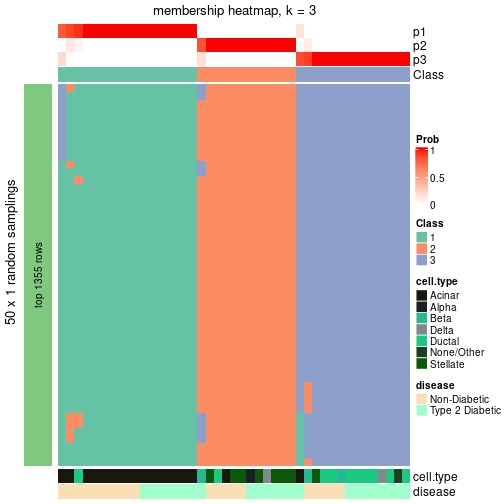 membership heatmap, k = 3
p1
p2
p3
Class
50 x 1 random samplings
top 1355 rows
Prob
1
0.5
0
Class
1
2
3
cell.type
Acinar
Alpha
Beta
Delta
Ductal
None/Other
Stellate
disease
Non-Diabetic
Type 2 Diabetic
cell.type
disease